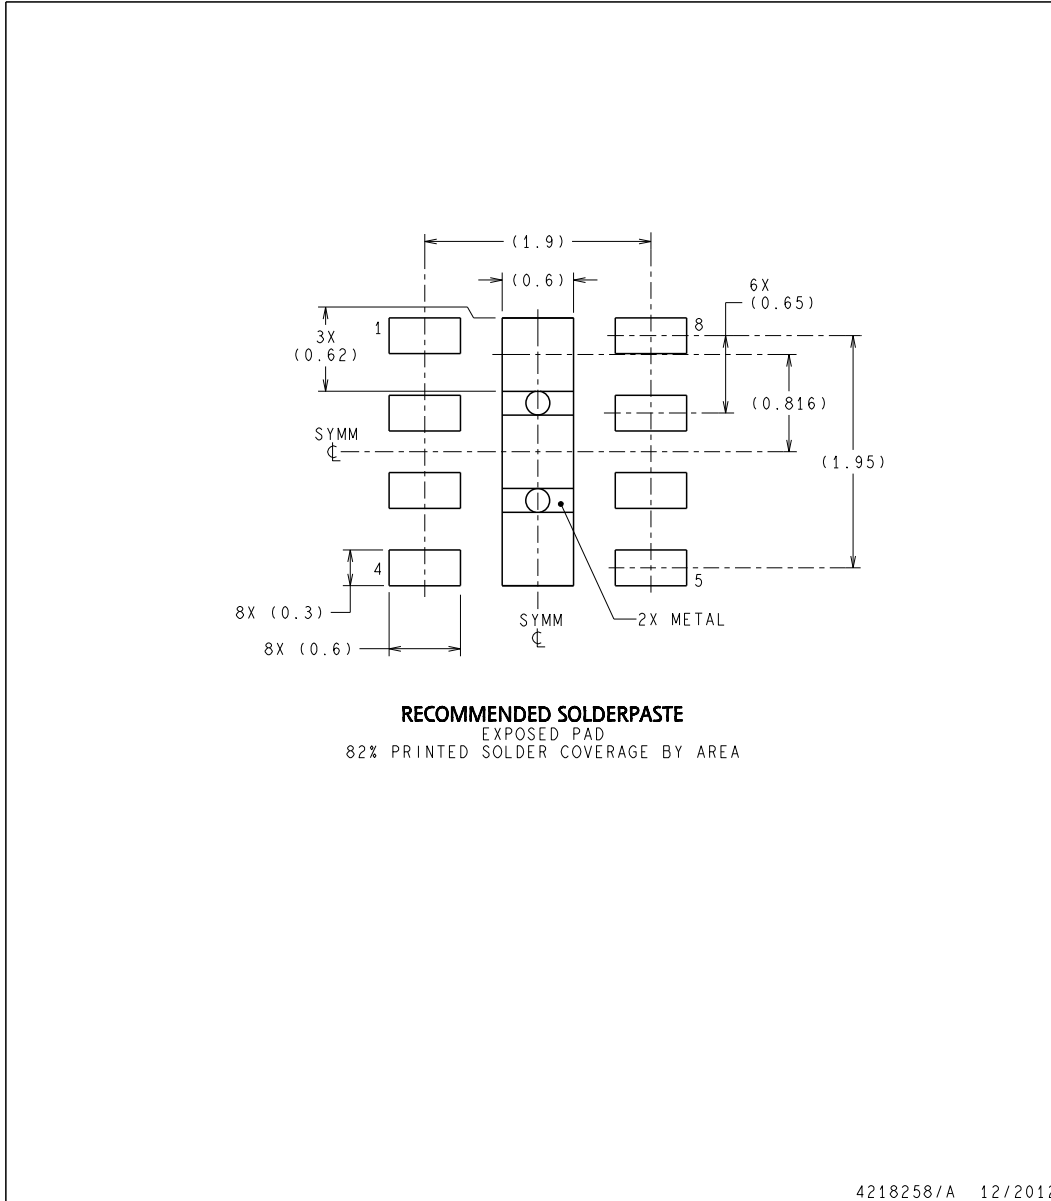 (1.9)
(0.6)
6X
(0.65)
1
8
3X
(0.62)
(0.816)
SYMM
℄
(1.95)
4
5
8X (0.3)
SYMM
℄
2X METAL
8X (0.6)
RECOMMENDED SOLDERPASTE
EXPOSED PAD
82% PRINTED SOLDER COVERAGE BY AREA
4218258/A 12/2012